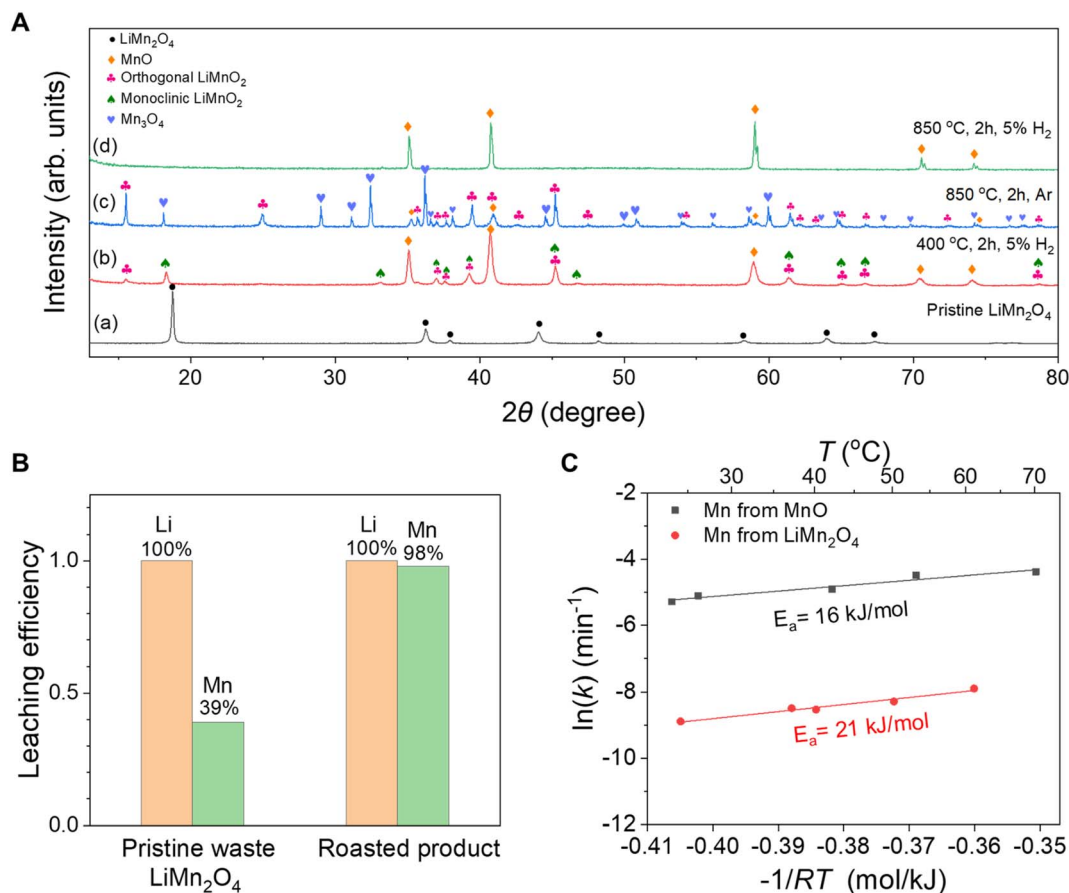 A
LiMn₂O₄
MnO
Orthogonal LiMnO₂
Monoclinic LiMnO₂
Mn₃O₄
Intensity (arb. units)
(d)
850 °C, 2h, 5% H₂
(c)
850 °C, 2h, Ar
(b)
400 °C, 2h, 5% H₂
(a)
Pristine LiMn₂O₄
20 30 40 50 60 70 80
2θ (degree)
B
Leaching efficiency
1.0
0.5
0.0
Li
100%
Mn
39%
Li
100%
Mn
98%
Pristine waste
LiMn₂O₄
Roasted product
C
T (°C)
30 40 50 60 70
Mn from MnO
Mn from LiMn₂O₄
ln(k) (min⁻¹)
-2
-4
-6
-8
-10
-12
Eₐ= 16 kJ/mol
Eₐ= 21 kJ/mol
-0.41 -0.40 -0.39 -0.38 -0.37 -0.36 -0.35
-1/RT (mol/kJ)